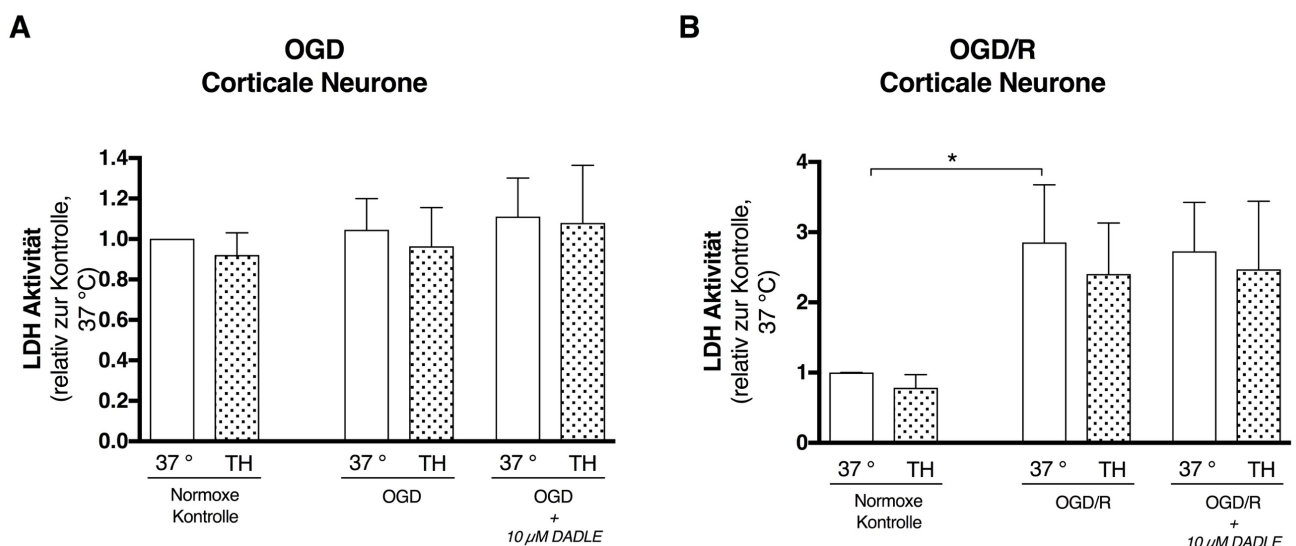 A
OGD
Corticale Neurone
LDH Aktivität
(relativ zur Kontrolle,
37 °C)
1.4
1.2
1.0
0.8
0.6
0.4
0.2
0.0
37 ° TH 37 ° TH 37 ° TH
Normoxe
Kontrolle
OGD
OGD
+
10 µM DADLE
B
OGD/R
Corticale Neurone
LDH Aktivität
(relativ zur Kontrolle,
37 °C)
4
3
2
1
0
*
37 ° TH 37 ° TH 37 ° TH
Normoxe
Kontrolle
OGD/R
OGD/R
+
10 µM DADLE